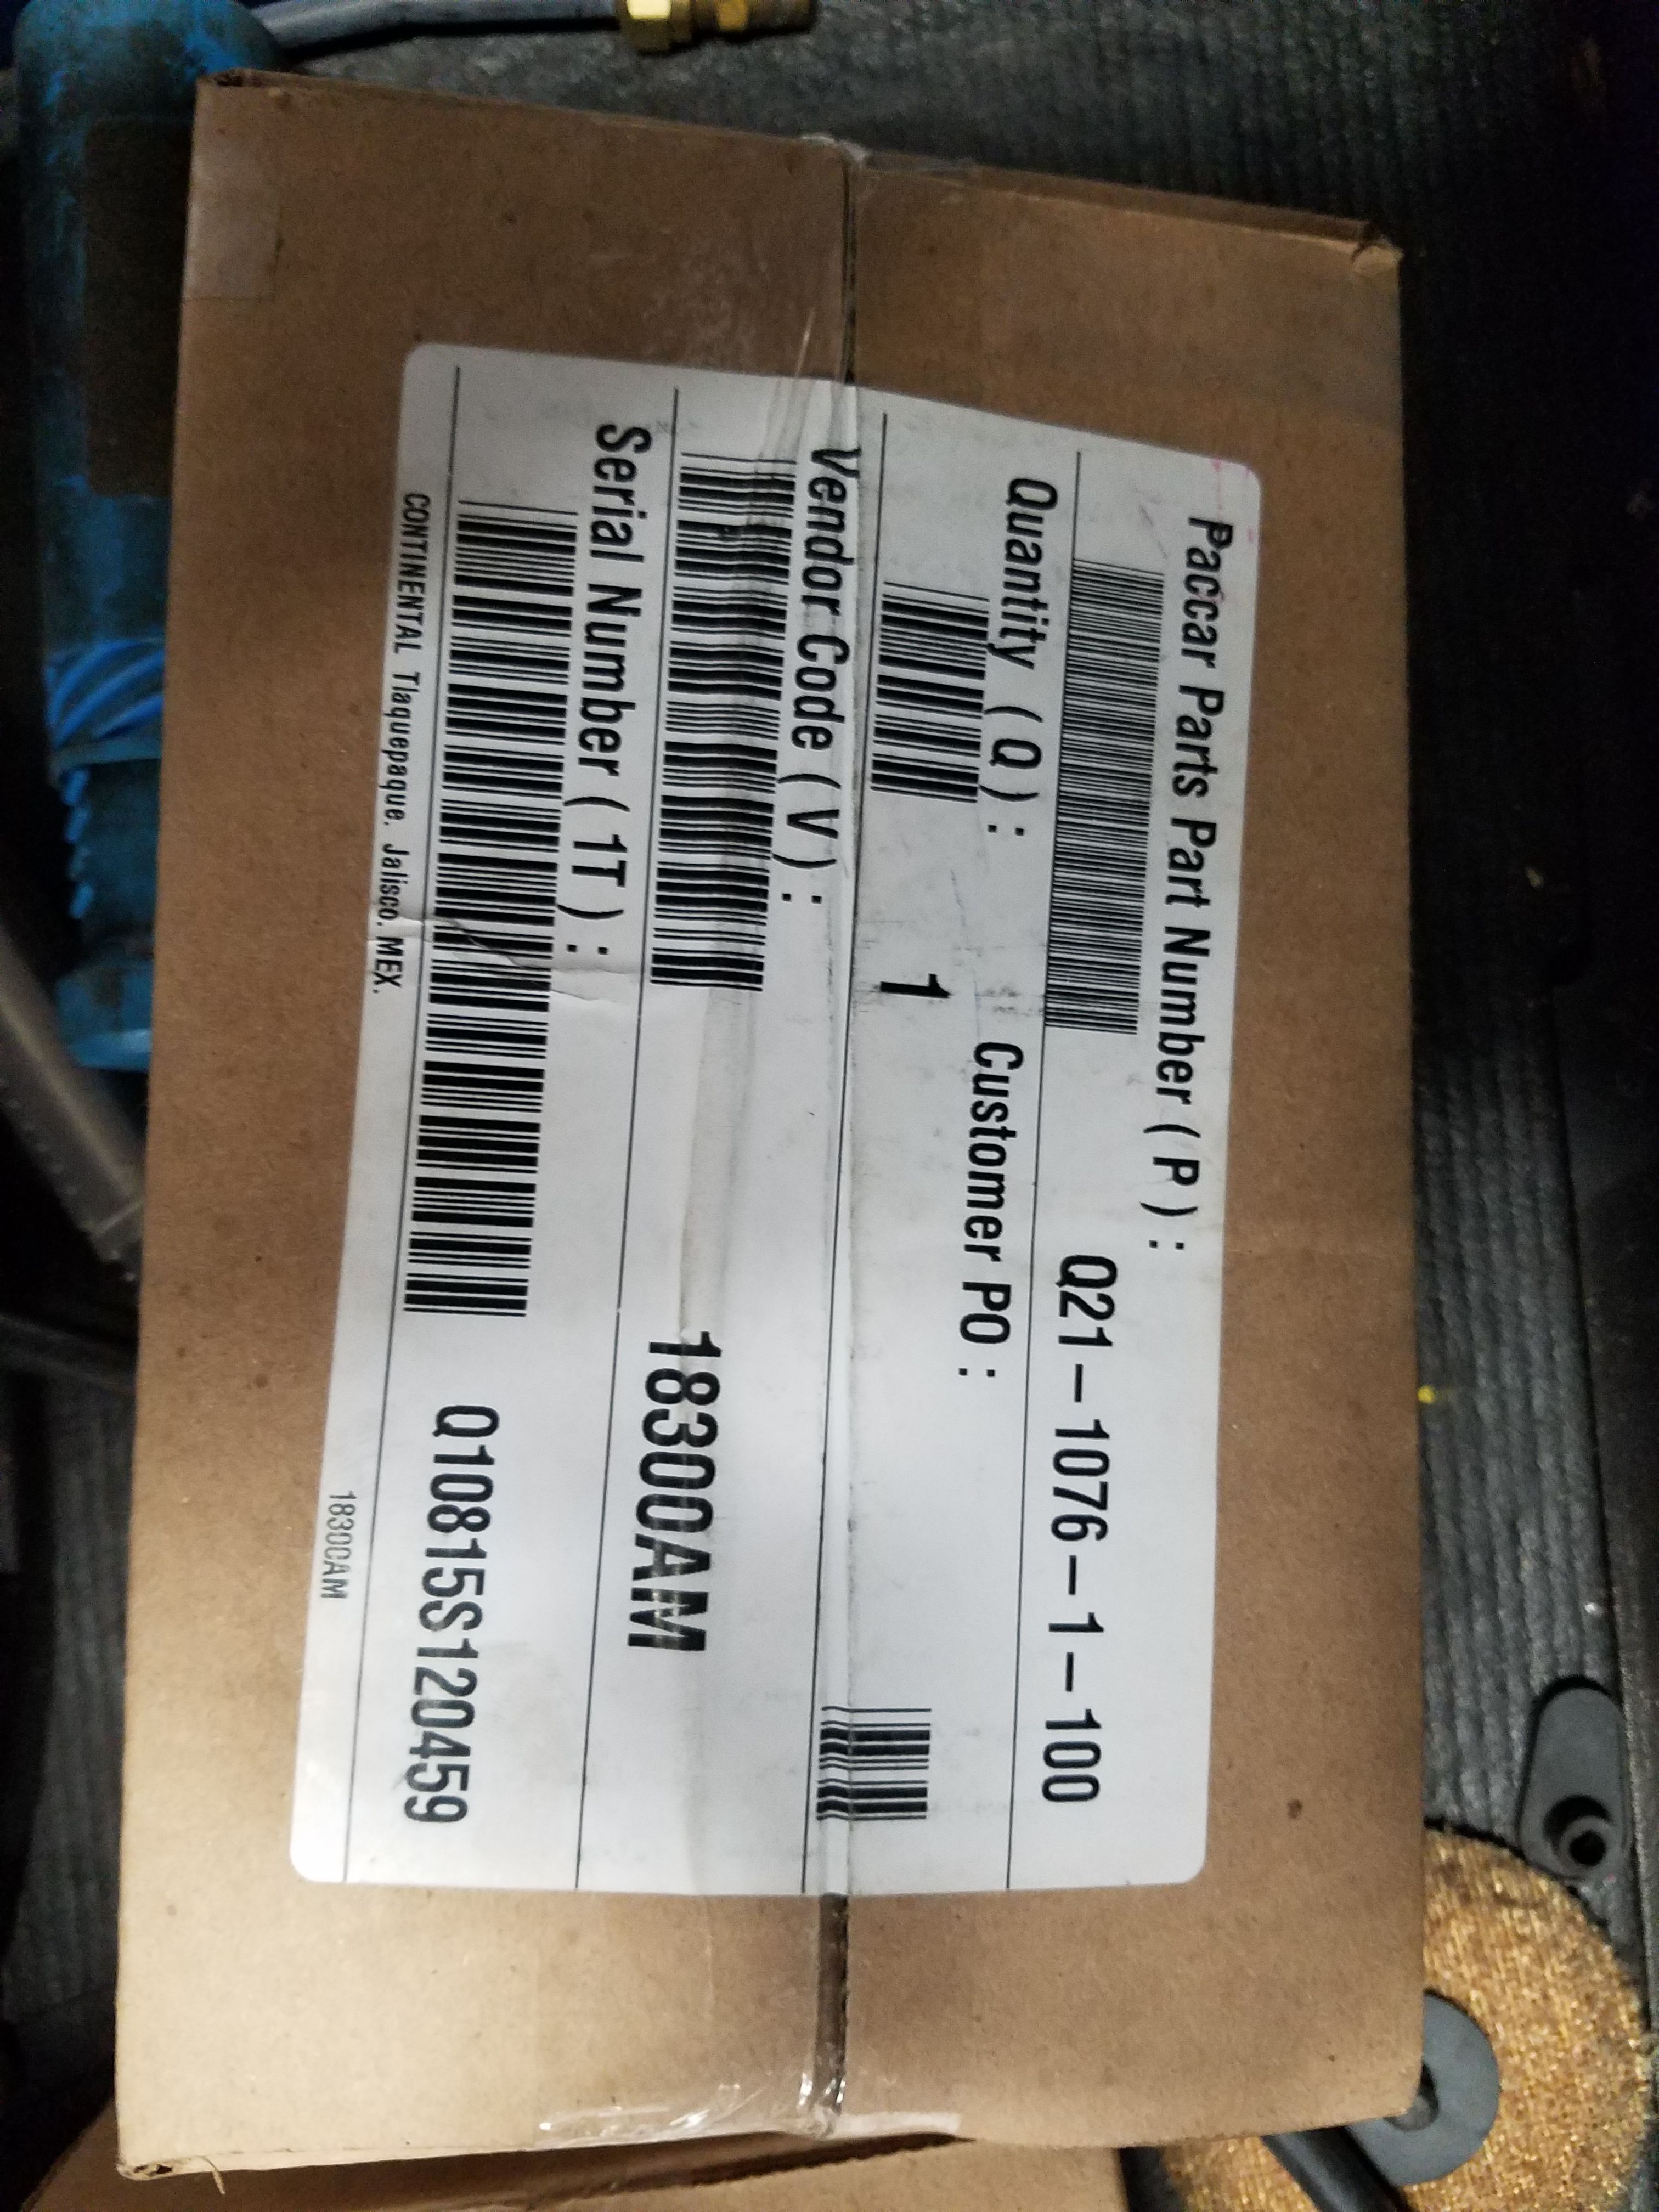 Paccar Parts Part Number (P):
Q21-1076-1-100
Quantity (Q):
1
Customer PO:
Vendor Code (V):
18300AM
Serial Number (1T):
Q10815S120459
CONTINENTAL Tlaquepaque. Jalisco. MEX.
18300AM